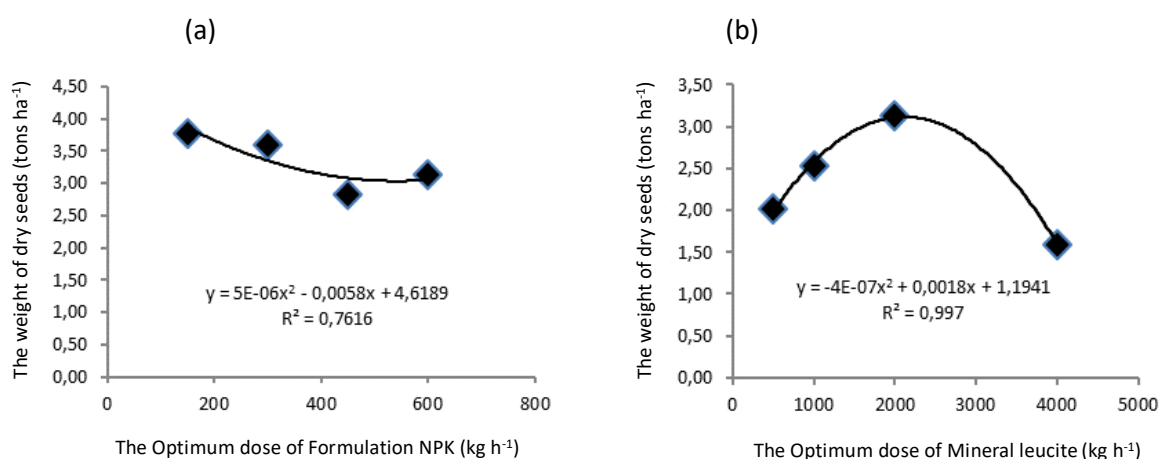 (a)
The weight of dry seeds (tons ha⁻¹)
4,50
4,00
3,50
3,00
2,50
2,00
1,50
1,00
0,50
0,00
y = 5E-06x² - 0,0058x + 4,6189
R² = 0,7616
0 200 400 600 800
The Optimum dose of Formulation NPK (kg h⁻¹)
(b)
The weight of dry seeds (tons ha⁻¹)
3,50
3,00
2,50
2,00
1,50
1,00
0,50
0,00
y = -4E-07x² + 0,0018x + 1,1941
R² = 0,997
0 1000 2000 3000 4000 5000
The Optimum dose of Mineral leucite (kg h⁻¹)